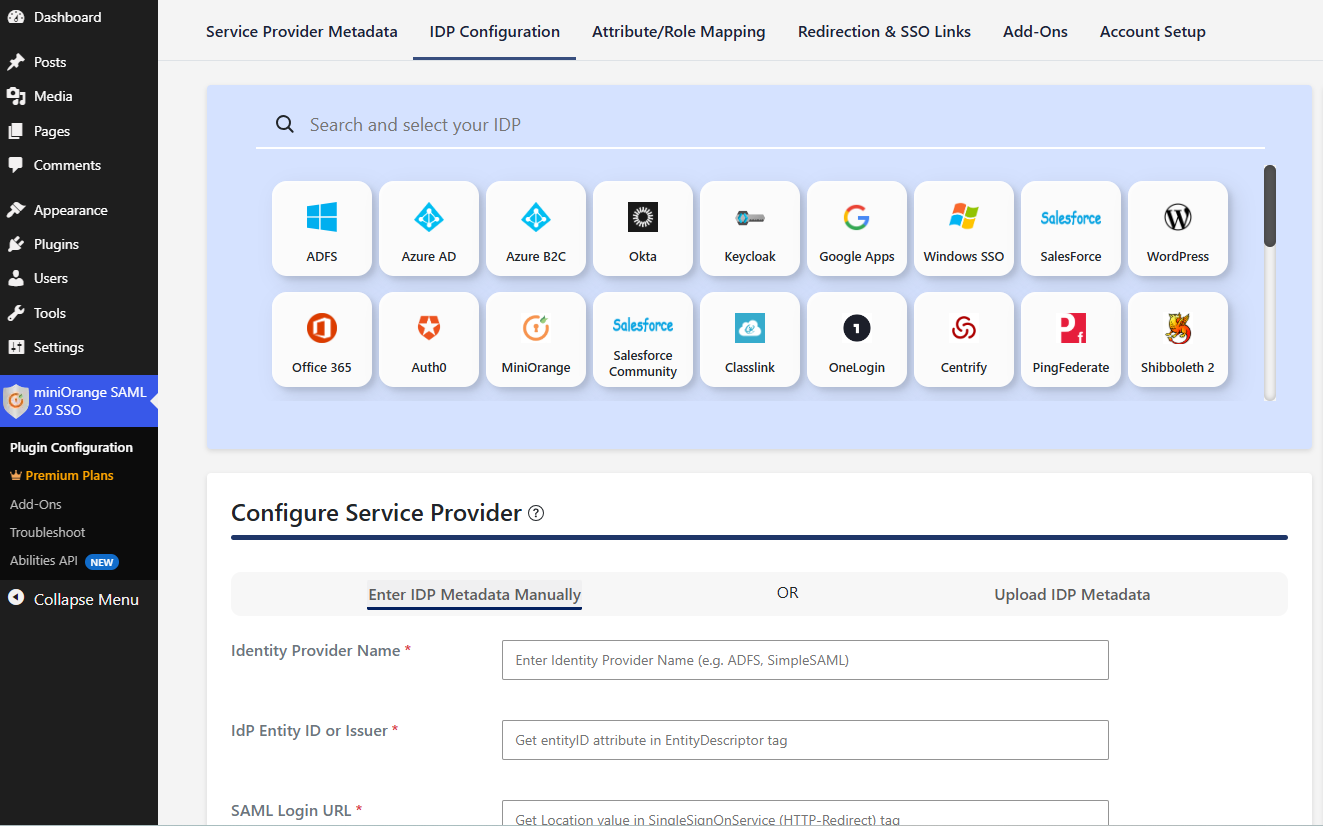 Dashboard
Posts
Media
Pages
Comments
Appearance
Plugins
Users
Tools
Settings
miniOrange SAML
2.0 SSO
Plugin Configuration
Premium Plans
Add-Ons
Troubleshoot
Abilities API NEW
Collapse Menu
Service Provider Metadata IDP Configuration Attribute/Role Mapping Redirection & SSO Links Add-Ons Account Setup
Search and select your IDP
ADFS Azure AD Azure B2C Okta Keycloak Google Apps Windows SSO Salesforce SalesForce WordPress
Office 365 Auth0 MiniOrange Salesforce Salesforce
Community Classlink 1 OneLogin Centrify PingFederate Shibboleth 2
Configure Service Provider ?
Enter IDP Metadata Manually OR Upload IDP Metadata
Identity Provider Name * Enter Identity Provider Name (e.g. ADFS, SimpleSAML)
IdP Entity ID or Issuer * Get entityID attribute in EntityDescriptor tag
SAML Login URL * Get Location value in SingleSignOnService (HTTP-Redirect) tag